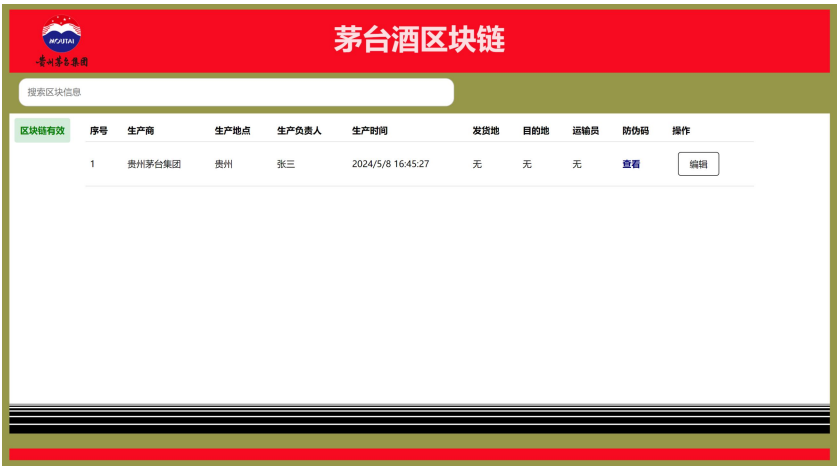 MOUTAI
贵州茅台集团
茅台酒区块链
搜索区块信息
区块链有效 序号 生产商 生产地点 生产负责人 生产时间 发货地 目的地 运输员 防伪码 操作
1 贵州茅台集团 贵州 张三 2024/5/8 16:45:27 无 无 无 查看 编辑